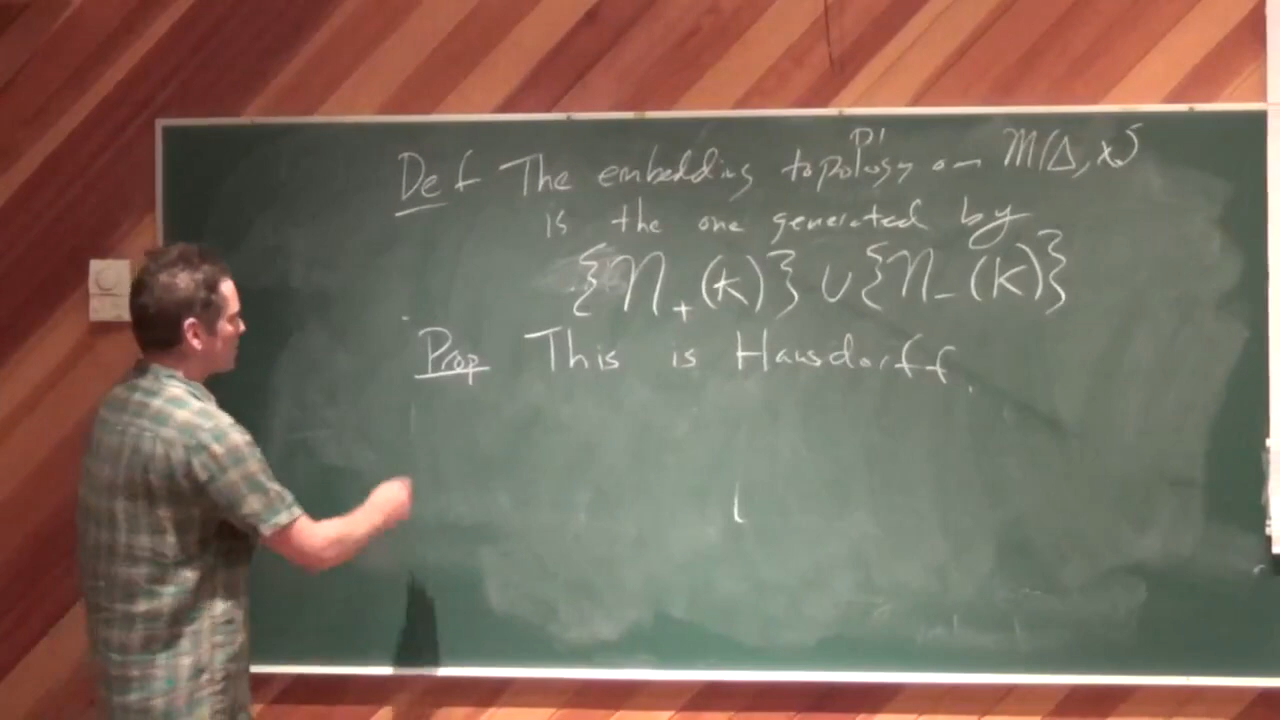 Def The embedding topology on M(Δ, x)
is the one generated by
{N₊(K)} ∪ {N₋(K)}
Prop This is Hausdorff.